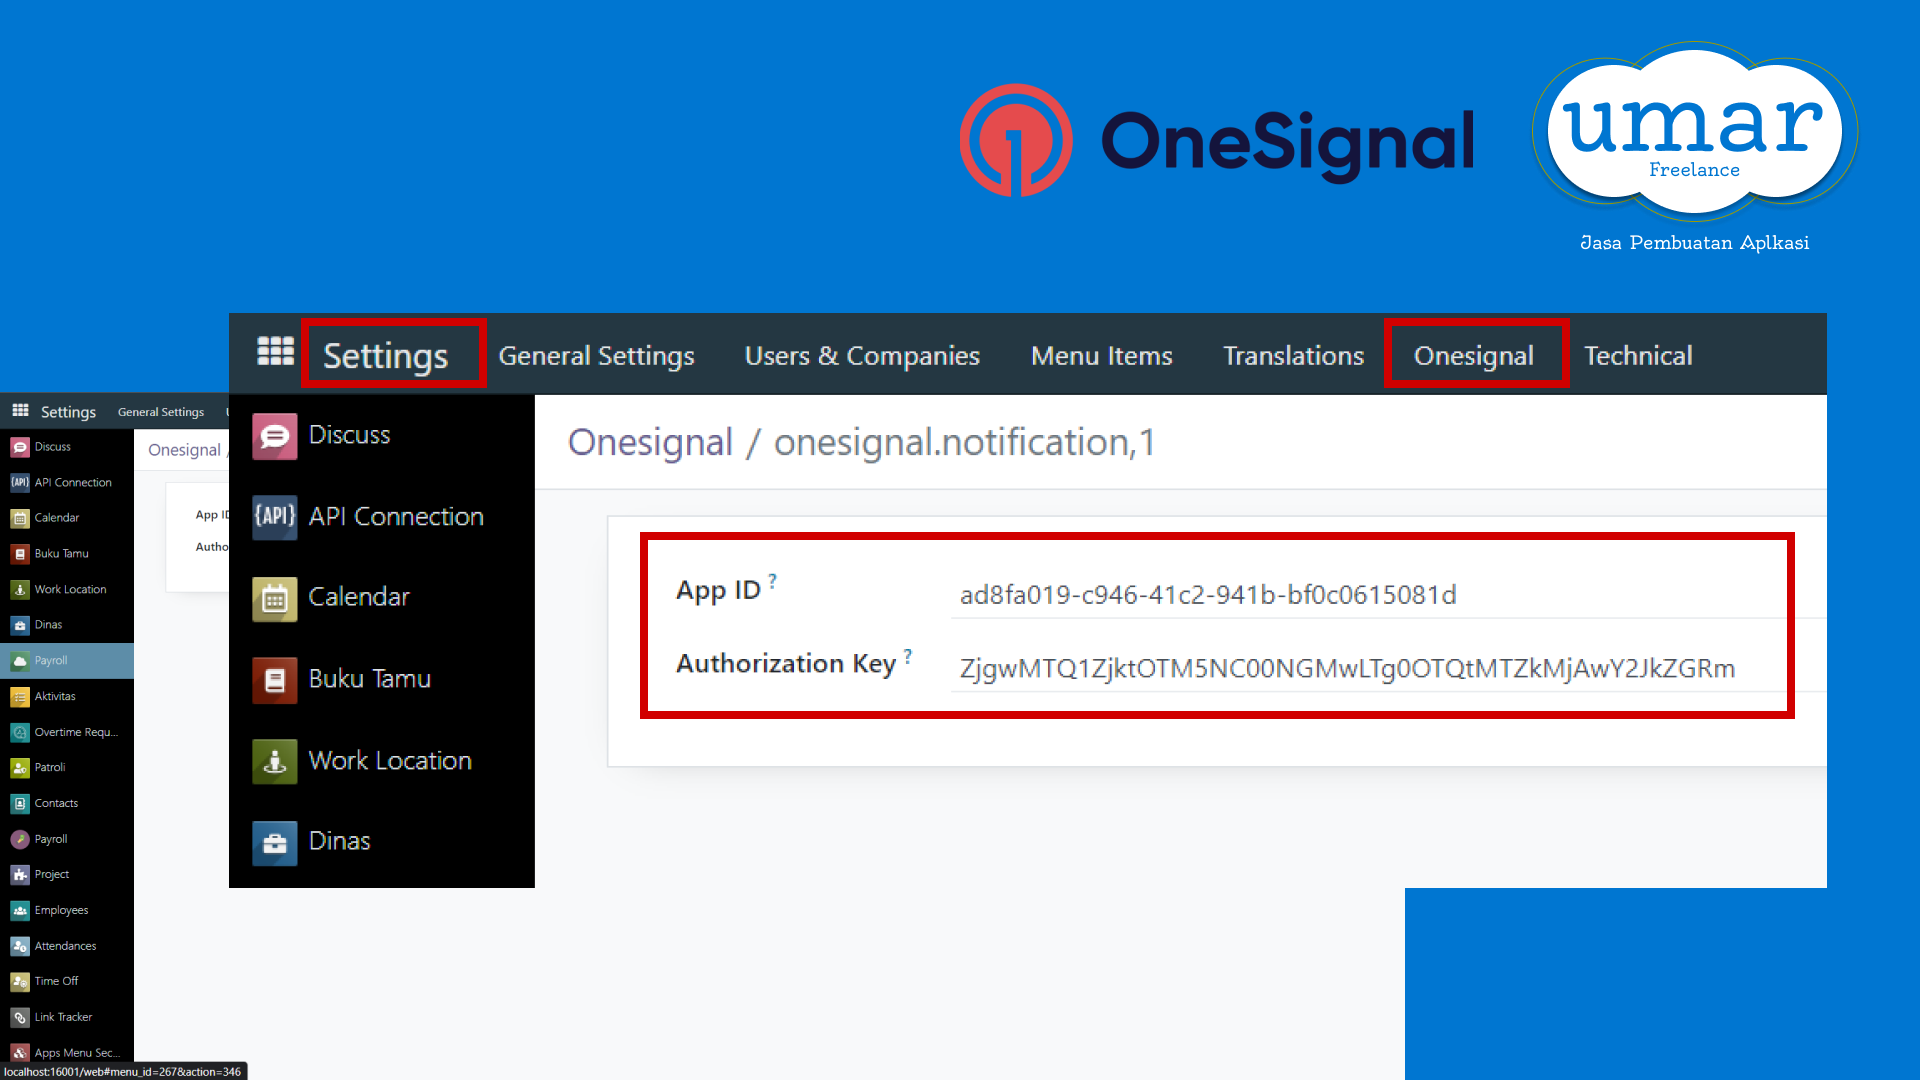 OneSignal
umar
Freelance
Jasa Pembuatan Aplkasi
Settings General Settings Users & Companies Menu Items Translations Onesignal Technical
Discuss
API Connection
{API}
Calendar
Buku Tamu
Work Location
Dinas
Onesignal / onesignal.notification,1
App ID ? ad8fa019-c946-41c2-941b-bf0c0615081d
Authorization Key ? ZjgwMTQ1ZjktOTM5NC00NGMwLTg0OTQtMTZkMjAwY2JkZGRm
Settings General Settings
Onesignal /
App ID
Autho
Discuss
{API} API Connection
Calendar
Buku Tamu
Work Location
Dinas
Payroll
Aktivitas
Overtime Requ...
Patroli
Contacts
Payroll
Project
Employees
Attendances
Time Off
Link Tracker
Apps Menu Sec...
localhost:16001/web#menu_id=267&action=346